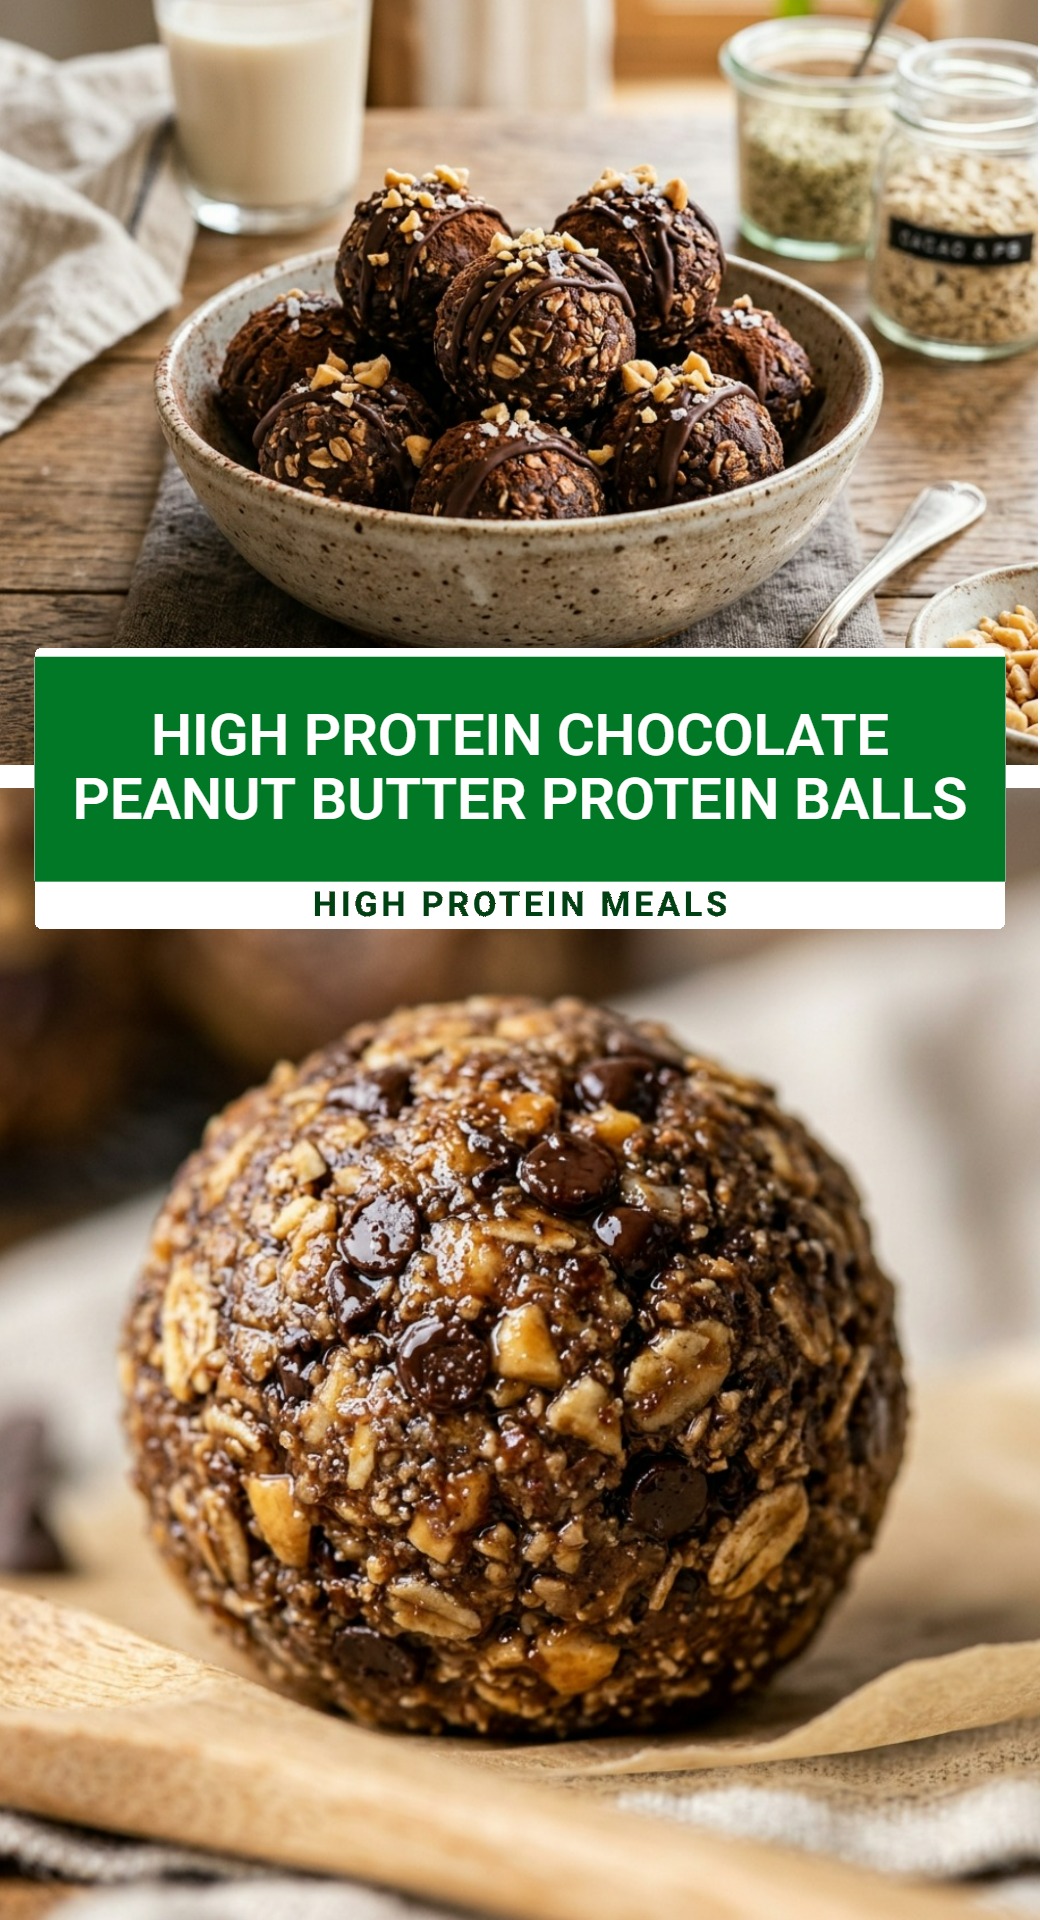 CACAO & PB
HIGH PROTEIN CHOCOLATE
PEANUT BUTTER PROTEIN BALLS
HIGH PROTEIN MEALS